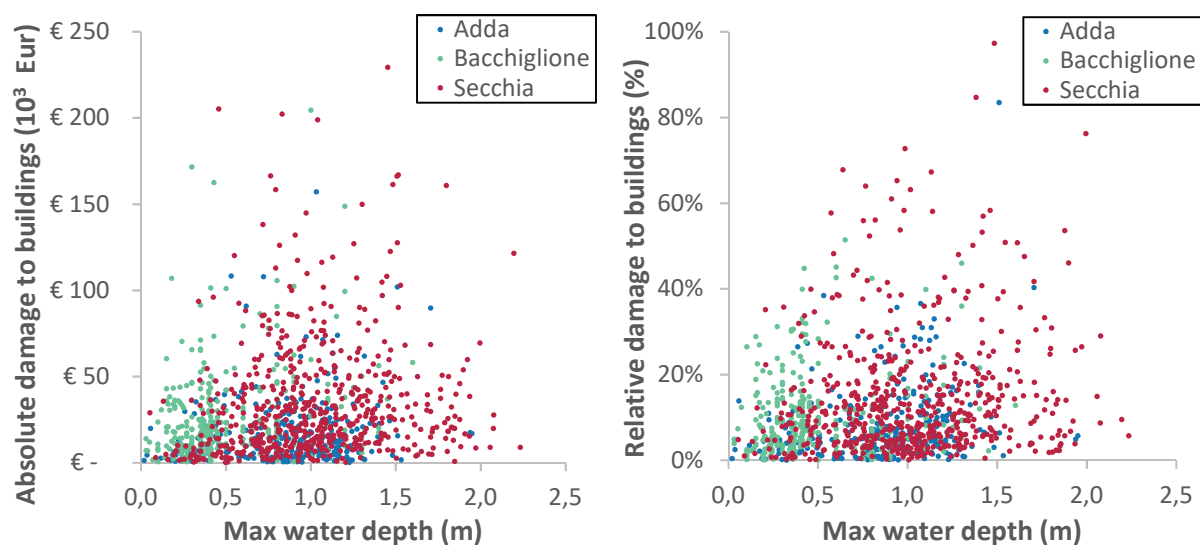 Absolute damage to buildings (10³ Eur)
€ 250
€ 200
€ 150
€ 100
€ 50
€ -
0,0 0,5 1,0 1,5 2,0 2,5
Max water depth (m)
Adda
Bacchiglione
Secchia
Relative damage to buildings (%)
100%
80%
60%
40%
20%
0%
0,0 0,5 1,0 1,5 2,0 2,5
Max water depth (m)
Adda
Bacchiglione
Secchia